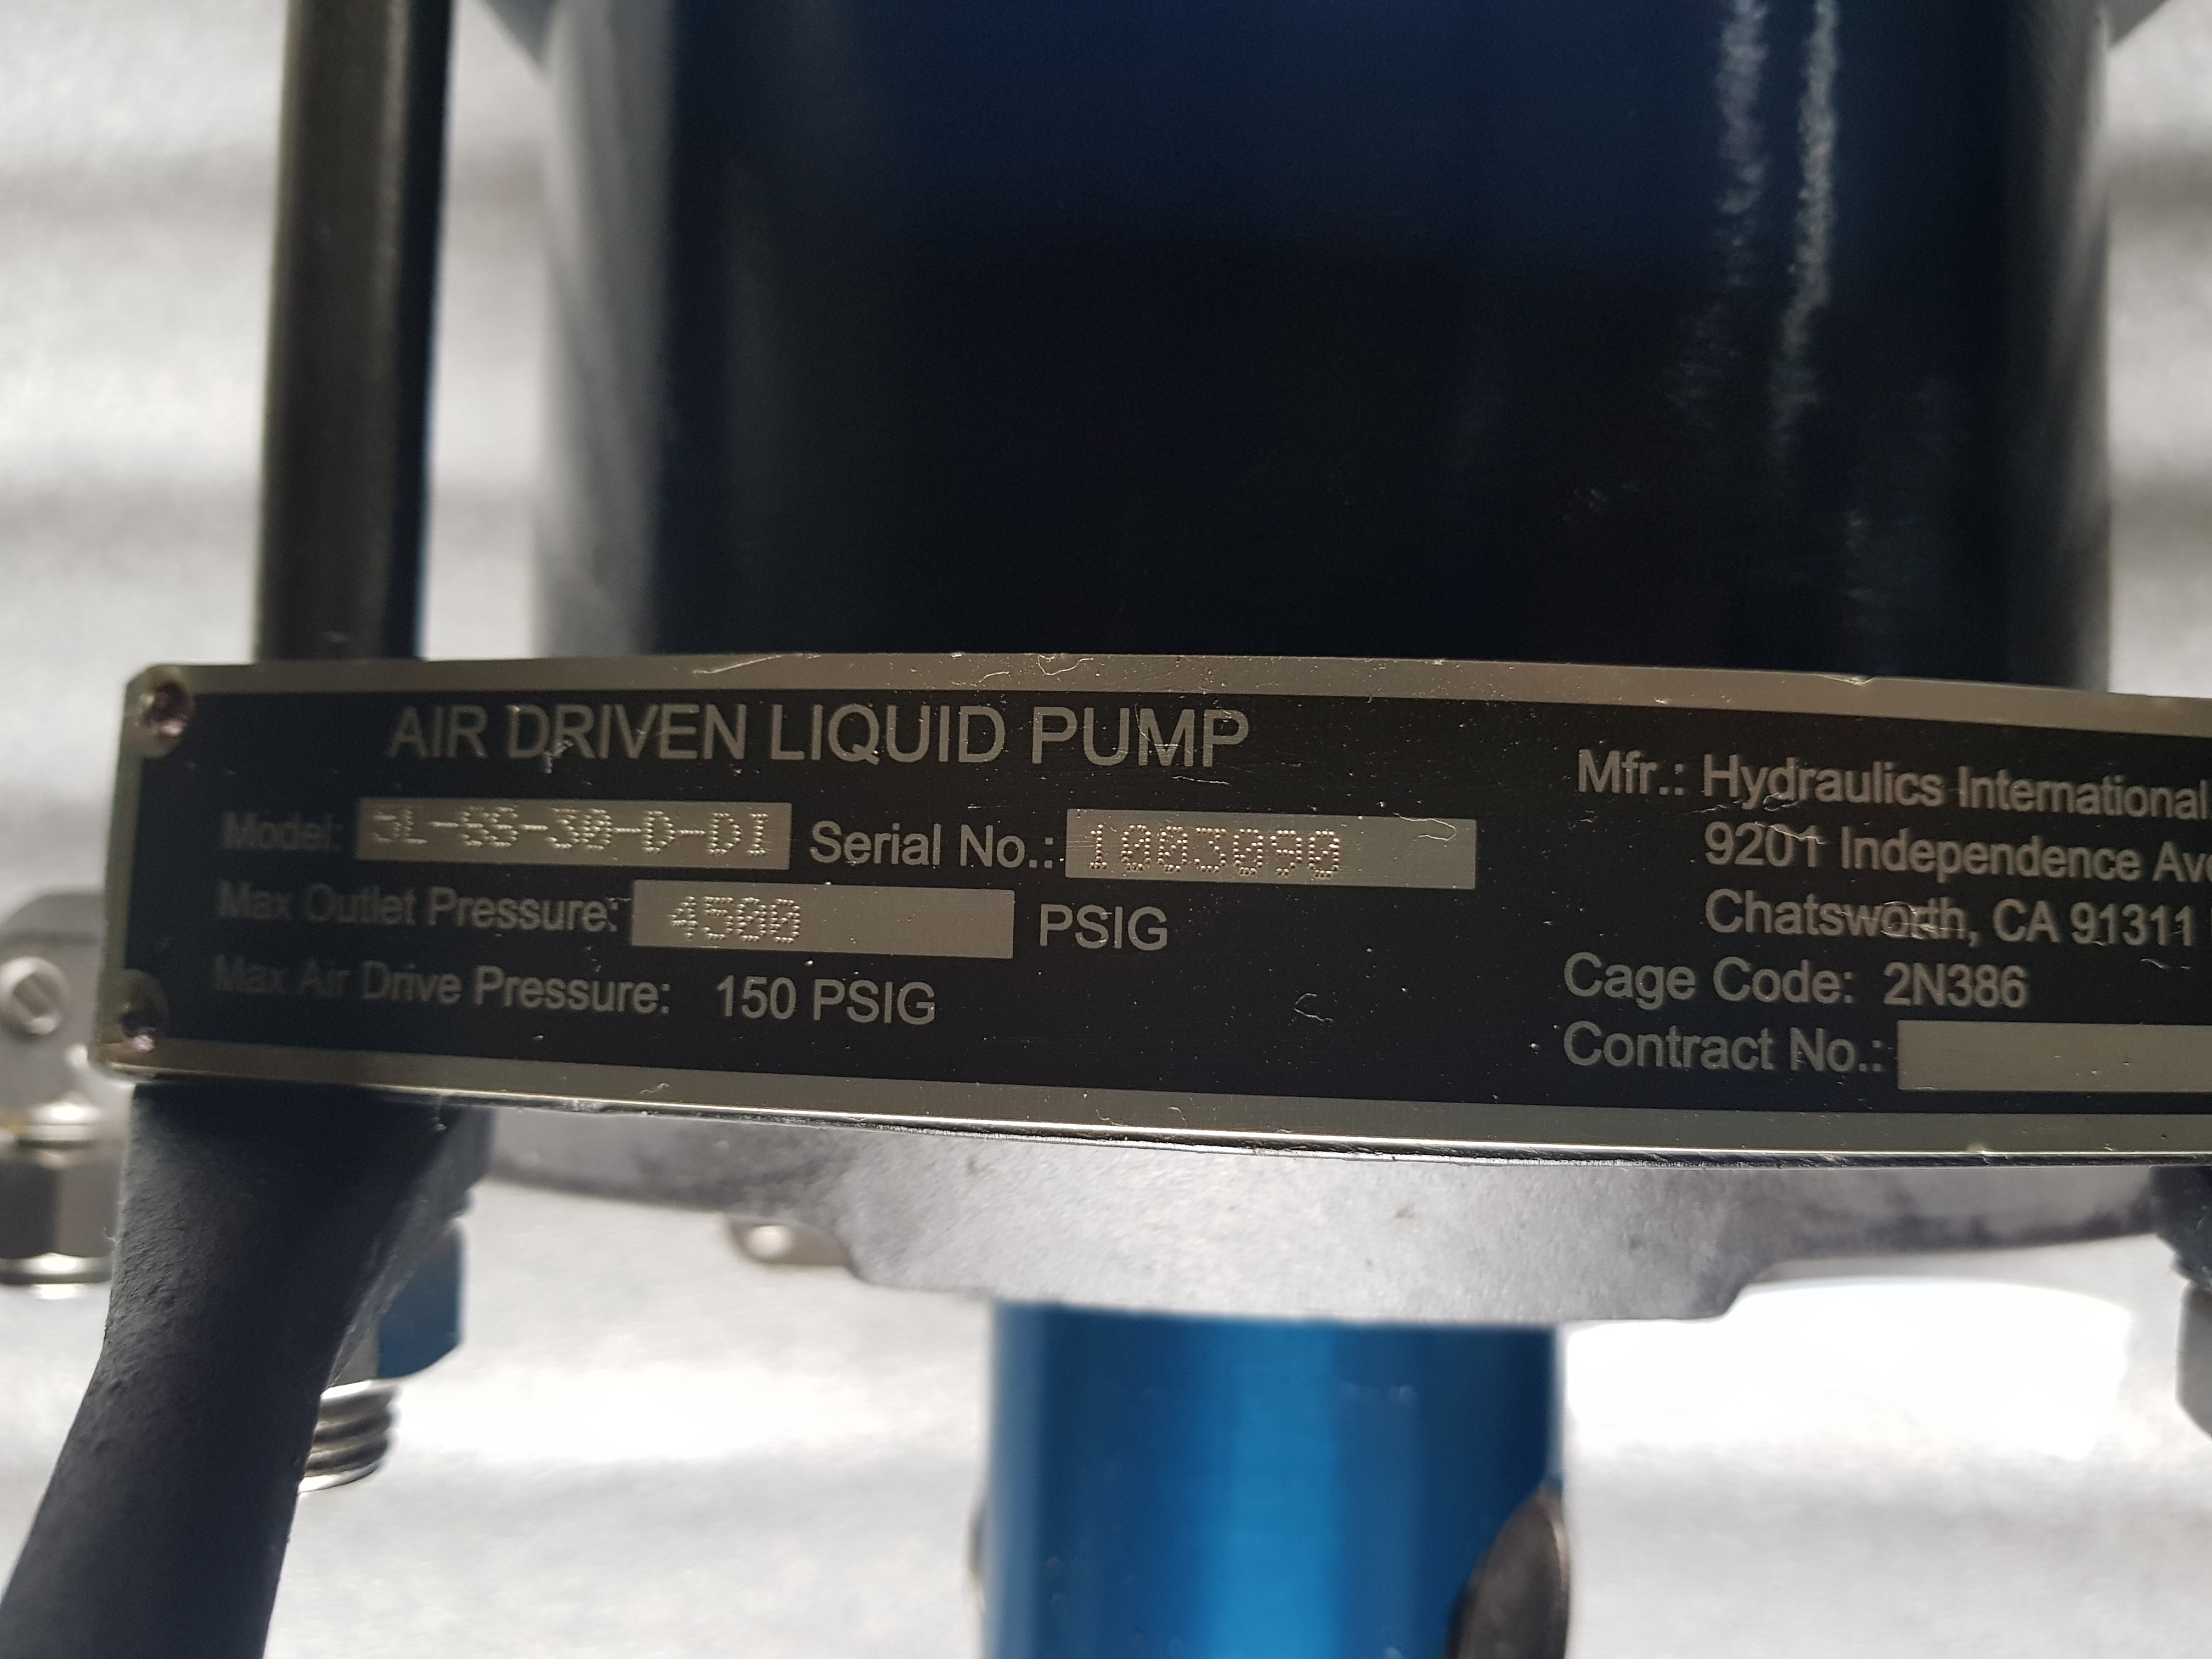 AIR DRIVEN LIQUID PUMP
Model: 5L-SS-30-D-DI Serial No.: 1003090
Max Outlet Pressure: 4500 PSIG
Max Air Drive Pressure: 150 PSIG
Mfr.: Hydraulics International
9201 Independence Ave
Chatsworth, CA 91311
Cage Code: 2N386
Contract No.: